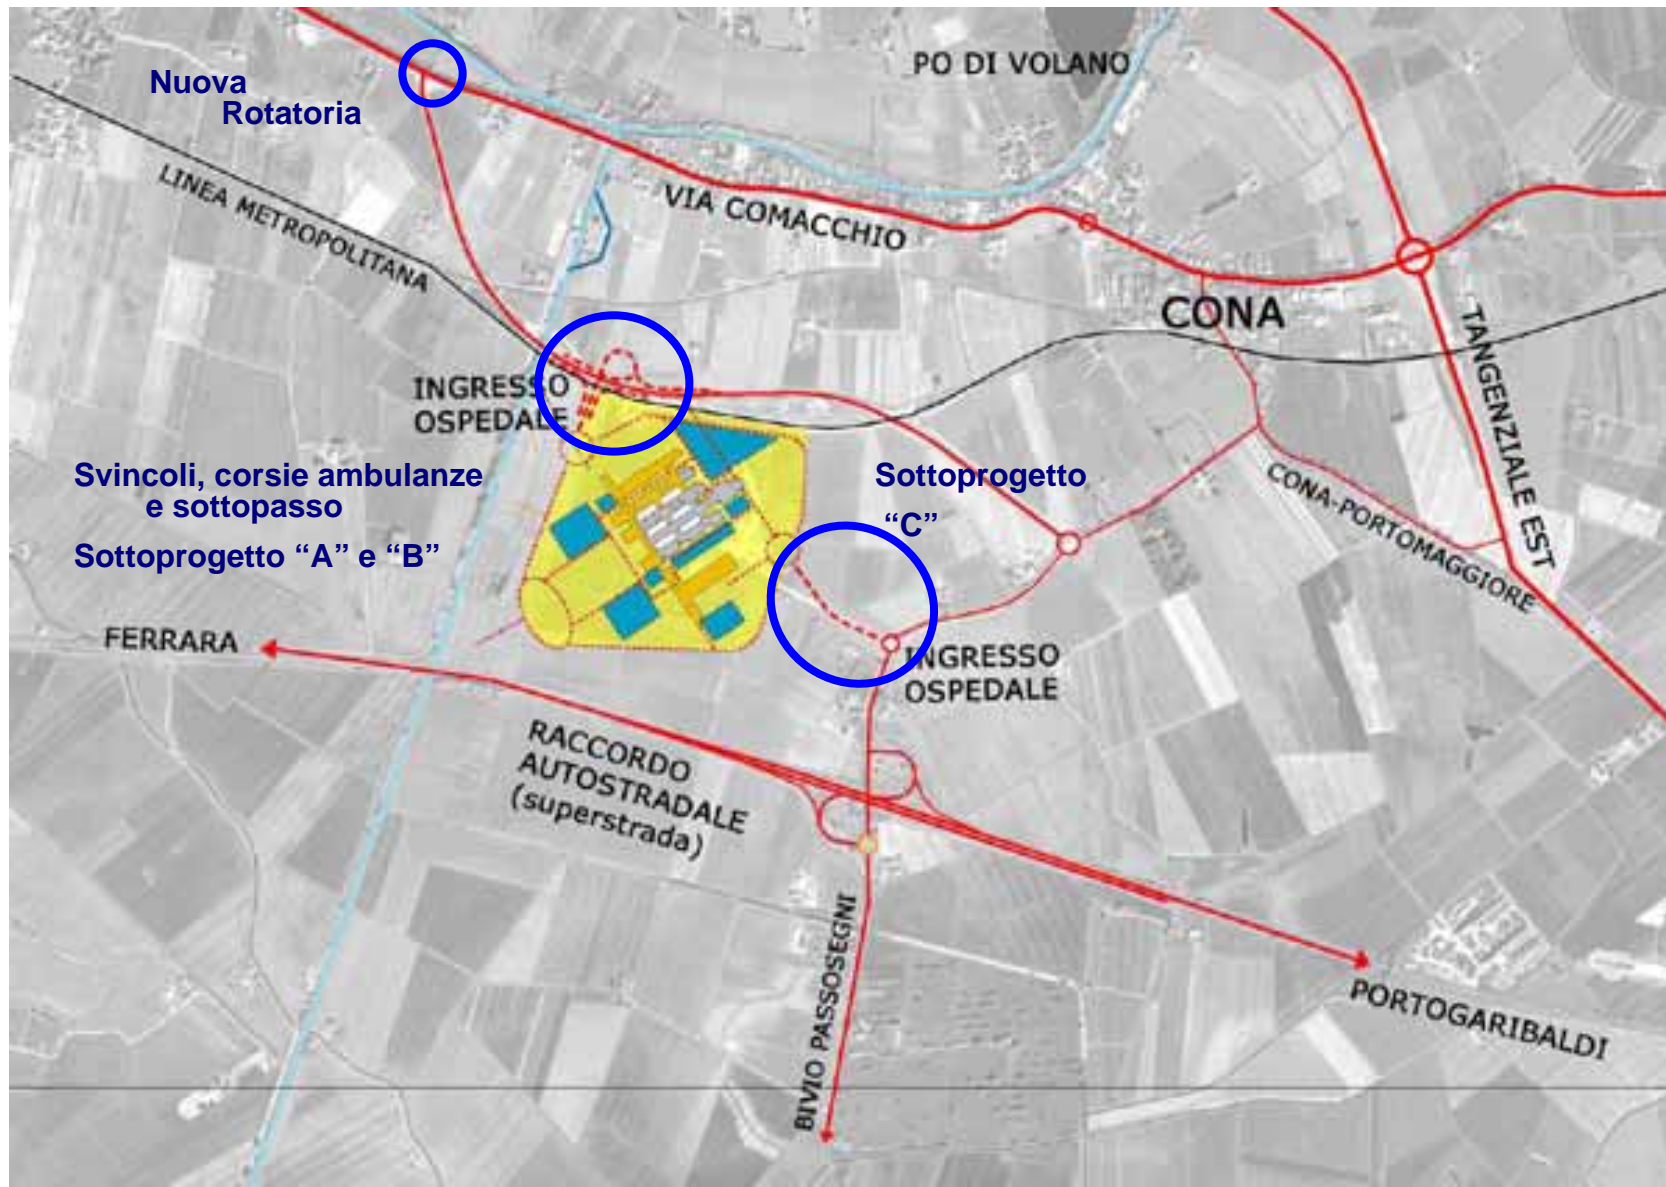 PO DI VOLANO
Nuova
Rotatoria
LINEA METROPOLITANA
VIA COMACCHIO
CONA
TANGENZIALE EST
INGRESSO
OSPEDALE
Svincoli, corsie ambulanze
e sottopasso
Sottoprogetto “A” e “B”
Sottoprogetto
“C”
CONA-PORTOMAGGIORE
FERRARA
INGRESSO
OSPEDALE
RACCORDO
AUTOSTRADALE
(superstrada)
BIVIO PASSOSEGNI
PORTOGARIBALDI